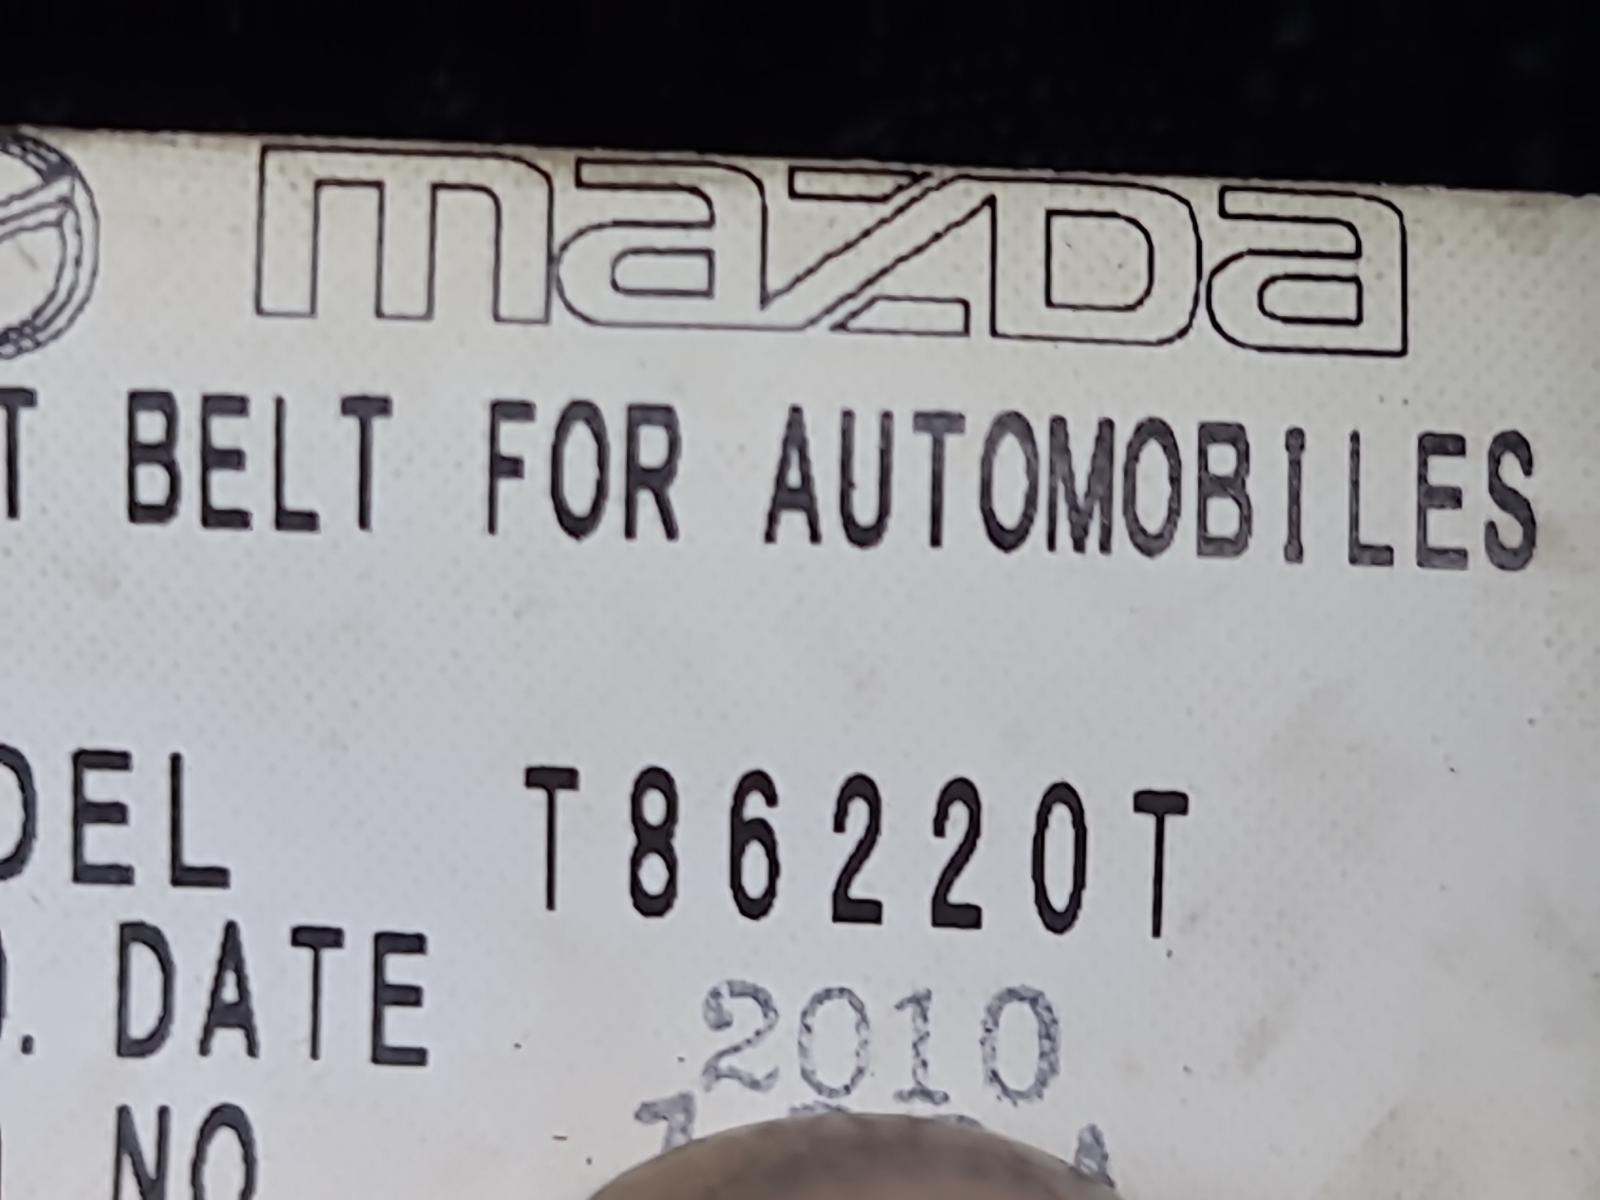 mazda
T BELT FOR AUTOMOBILES
DEL T86220T
. DATE 2010
NO